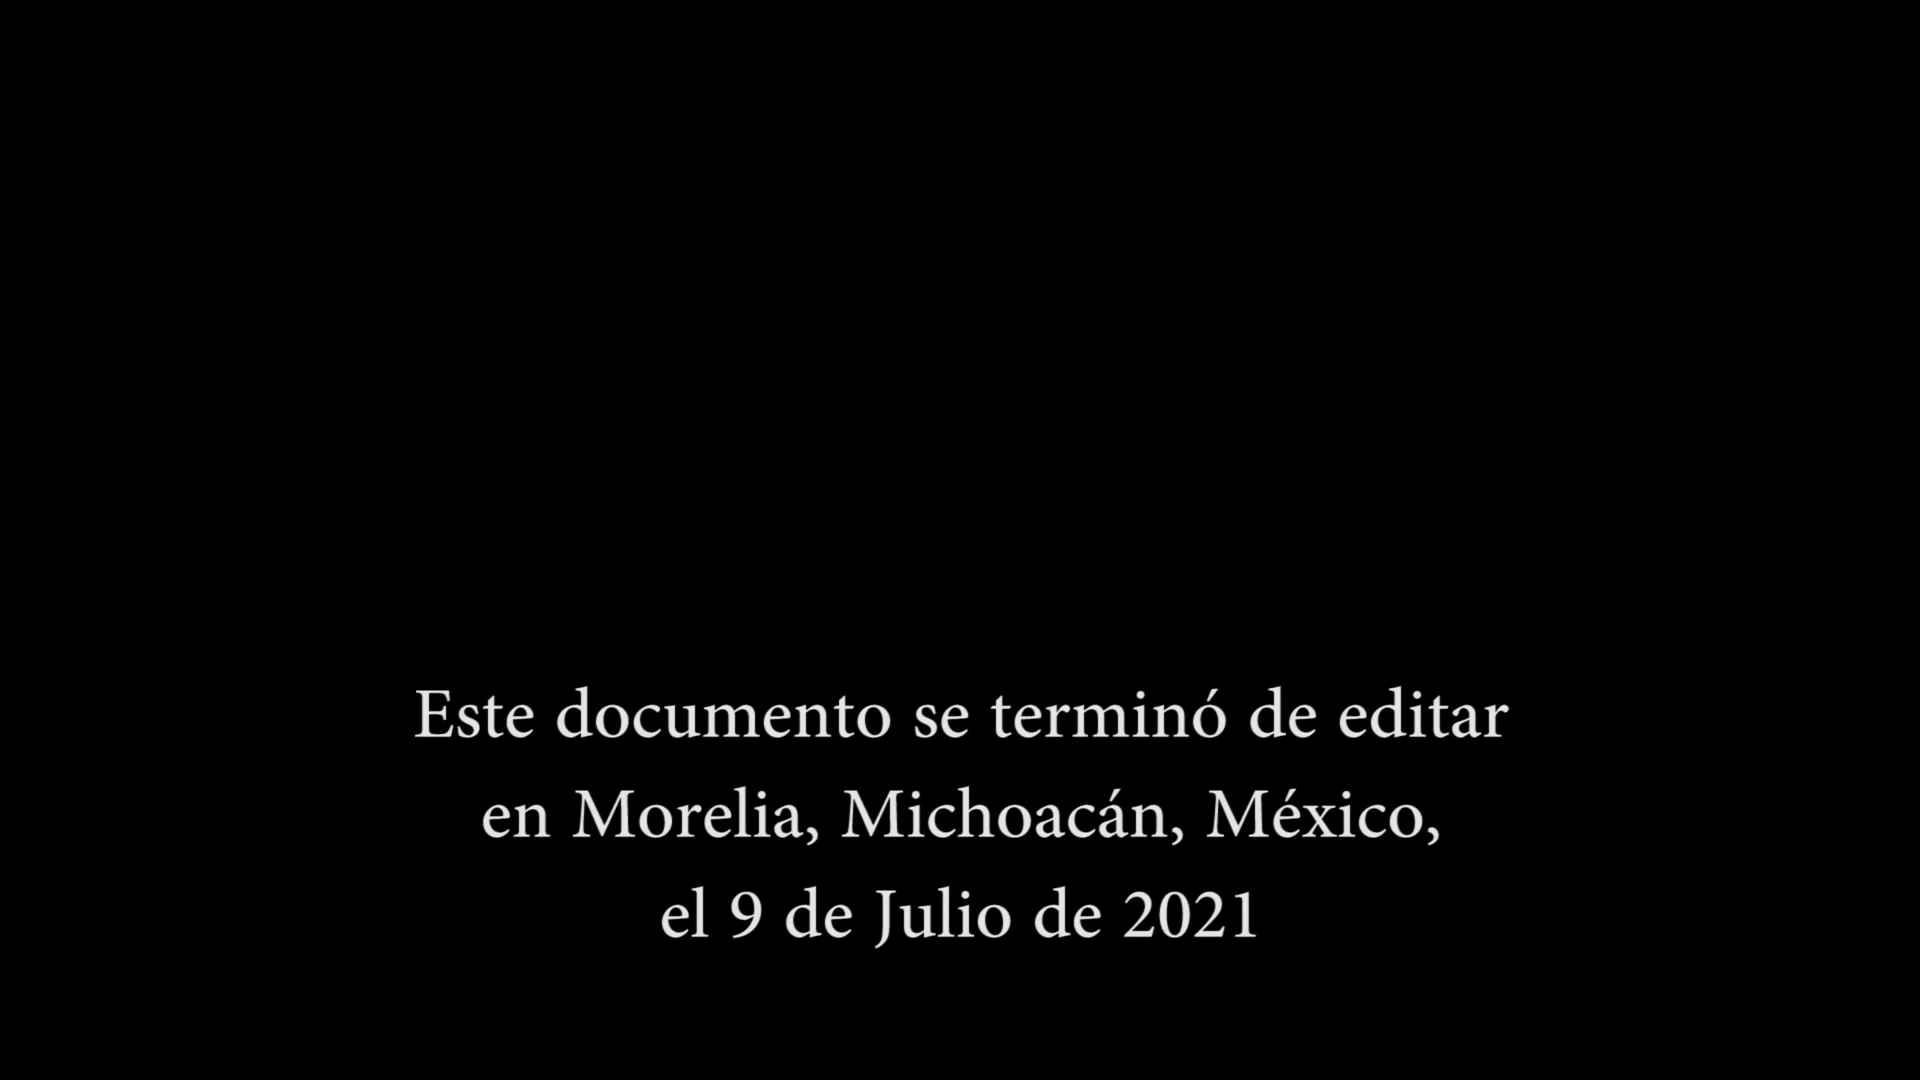 Este documento se terminó de editar
en Morelia, Michoacán, México,
el 9 de Julio de 2021